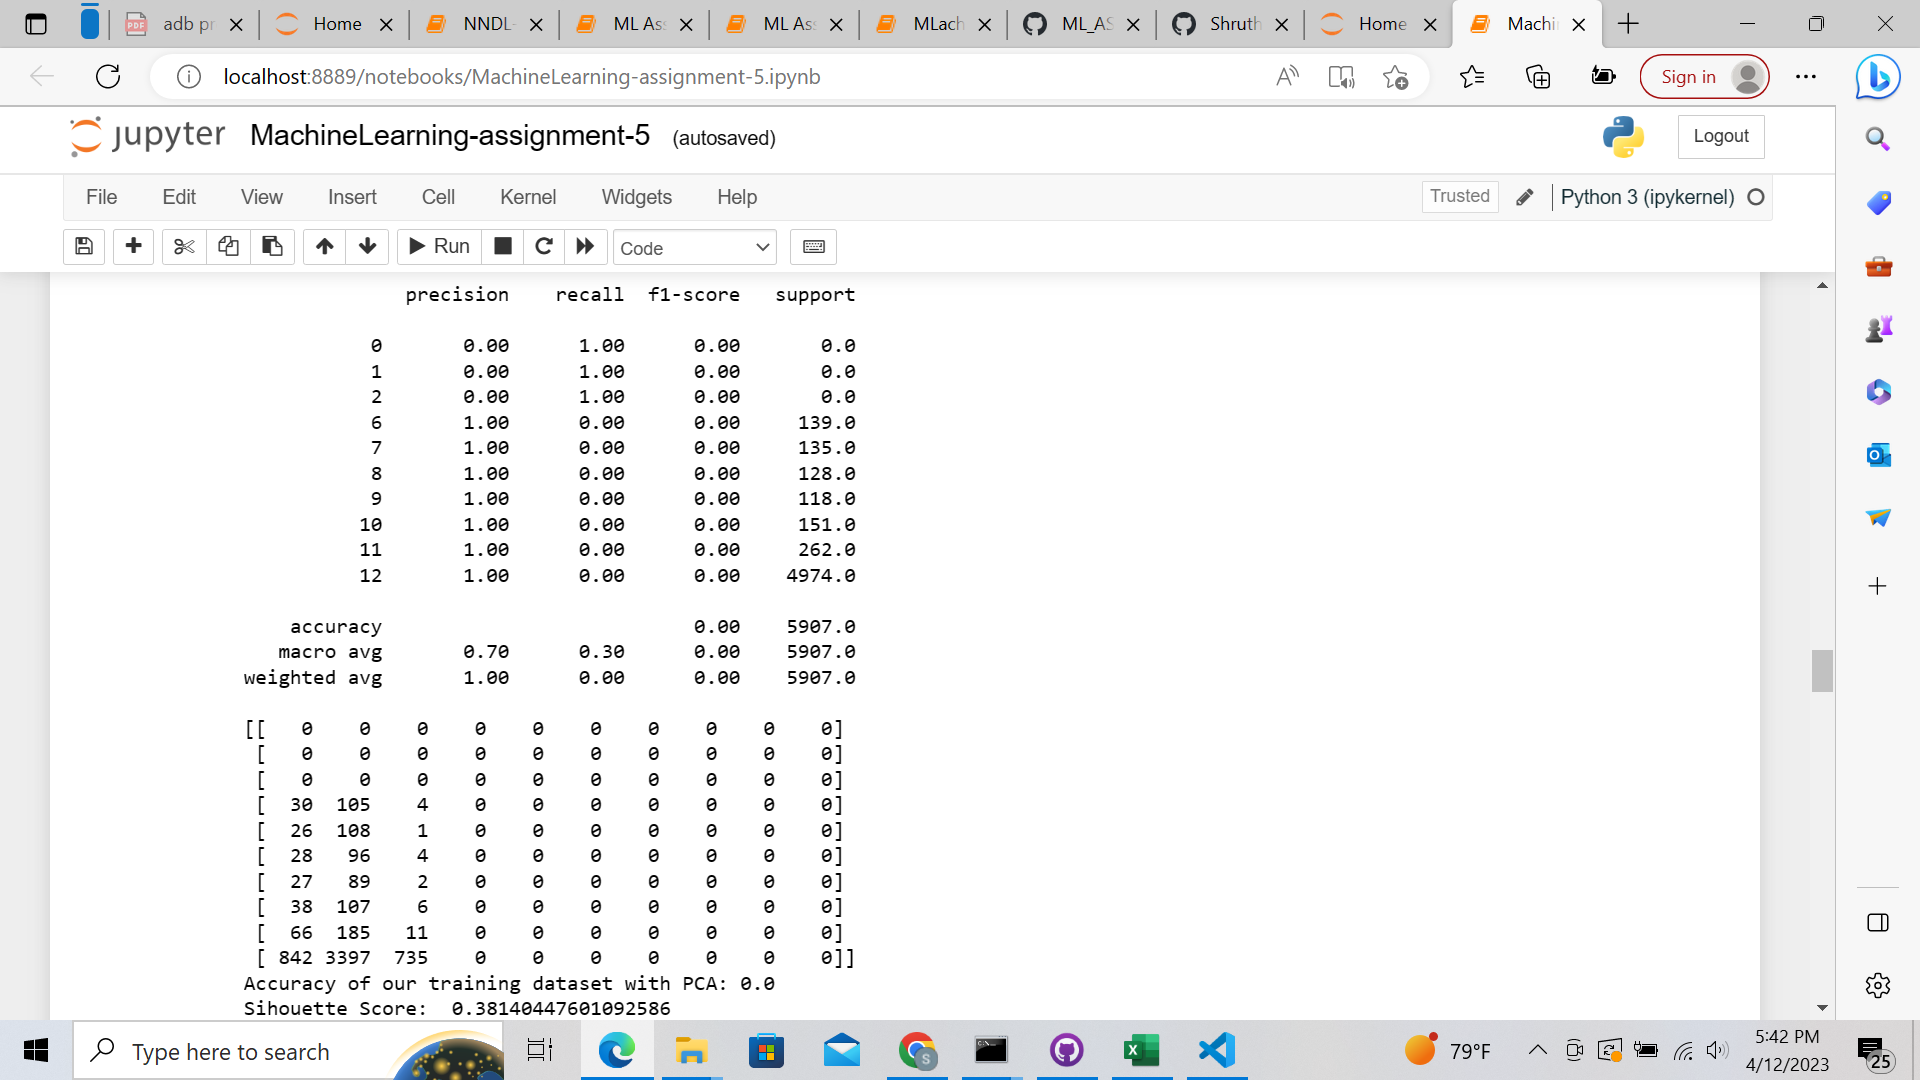 adb pr
Home
NNDL-
ML Ass
ML Ass
MLach
ML_AS
Shruth
Home
Machi
localhost:8889/notebooks/MachineLearning-assignment-5.ipynb
Sign in
jupyter MachineLearning-assignment-5 (autosaved)
Logout
File Edit View Insert Cell Kernel Widgets Help
Trusted
Python 3 (ipykernel)
Run
Code
precision recall f1-score support
0 0.00 1.00 0.00 0.0
1 0.00 1.00 0.00 0.0
2 0.00 1.00 0.00 0.0
6 1.00 0.00 0.00 139.0
7 1.00 0.00 0.00 135.0
8 1.00 0.00 0.00 128.0
9 1.00 0.00 0.00 118.0
10 1.00 0.00 0.00 151.0
11 1.00 0.00 0.00 262.0
12 1.00 0.00 0.00 4974.0
accuracy 0.00 5907.0
macro avg 0.70 0.30 0.00 5907.0
weighted avg 1.00 0.00 0.00 5907.0
[[ 0 0 0 0 0 0 0 0 0 0]
[ 0 0 0 0 0 0 0 0 0 0]
[ 0 0 0 0 0 0 0 0 0 0]
[ 30 105 4 0 0 0 0 0 0 0]
[ 26 108 1 0 0 0 0 0 0 0]
[ 28 96 4 0 0 0 0 0 0 0]
[ 27 89 2 0 0 0 0 0 0 0]
[ 38 107 6 0 0 0 0 0 0 0]
[ 66 185 11 0 0 0 0 0 0 0]
[ 842 3397 735 0 0 0 0 0 0 0]]
Accuracy of our training dataset with PCA: 0.0
Sihouette Score: 0.38140447601092586
Type here to search
79°F
5:42 PM
4/12/2023
25